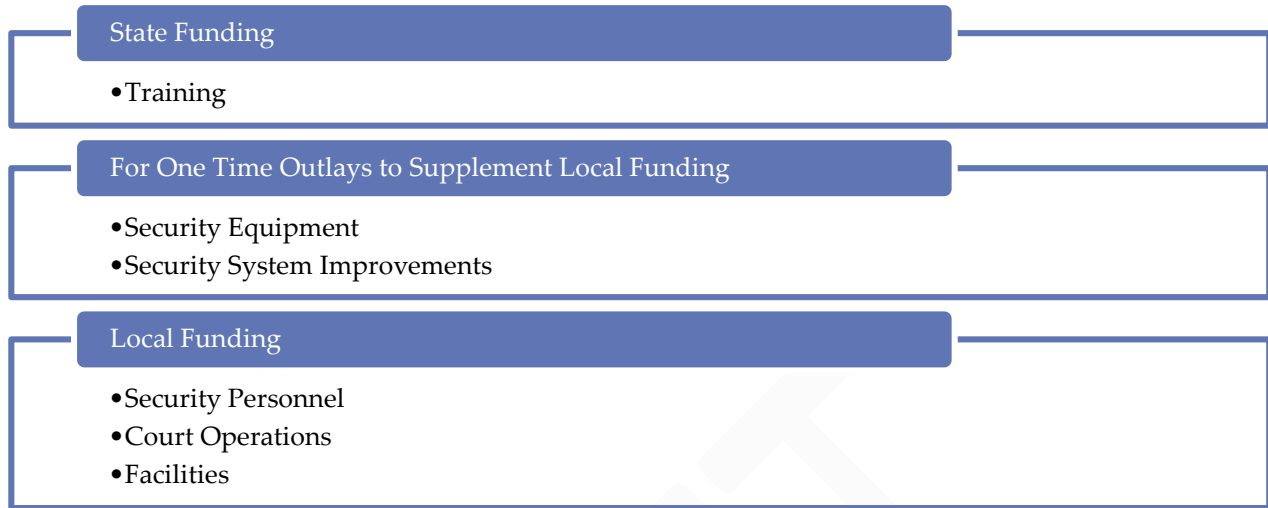 State Funding
•Training
For One Time Outlays to Supplement Local Funding
•Security Equipment
•Security System Improvements
Local Funding
•Security Personnel
•Court Operations
•Facilities